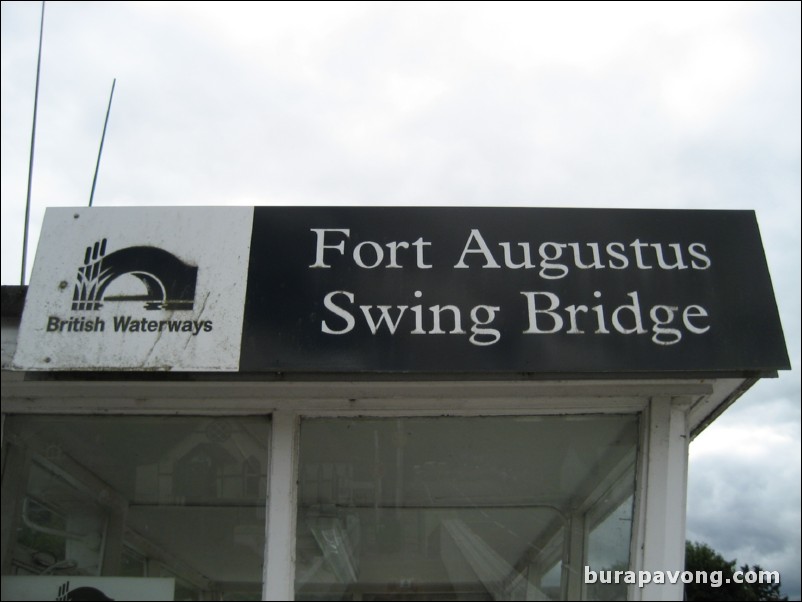 Fort Augustus
Swing Bridge
British Waterways
burapavong.com